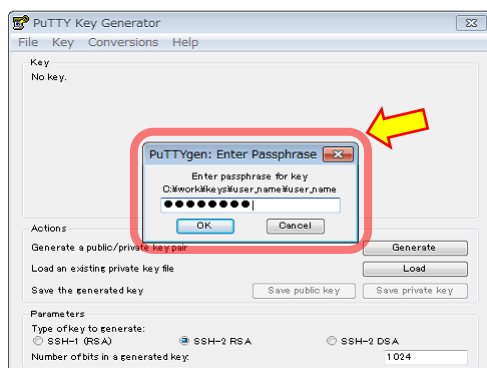 PuTTY Key Generator
File Key Conversions Help
Key
No key.
PuTTYgen: Enter Passphrase
Enter passphrase for key
C:¥work¥keys¥user_name¥user_name
●●●●●●●●
OK Cancel
Actions
Generate a public/private key pair Generate
Load an existing private key file Load
Save the generated key Save public key Save private key
Parameters
Type of key to generate:
SSH-1 (RSA) SSH-2 RSA SSH-2 DSA
Number of bits in a generated key: 1024